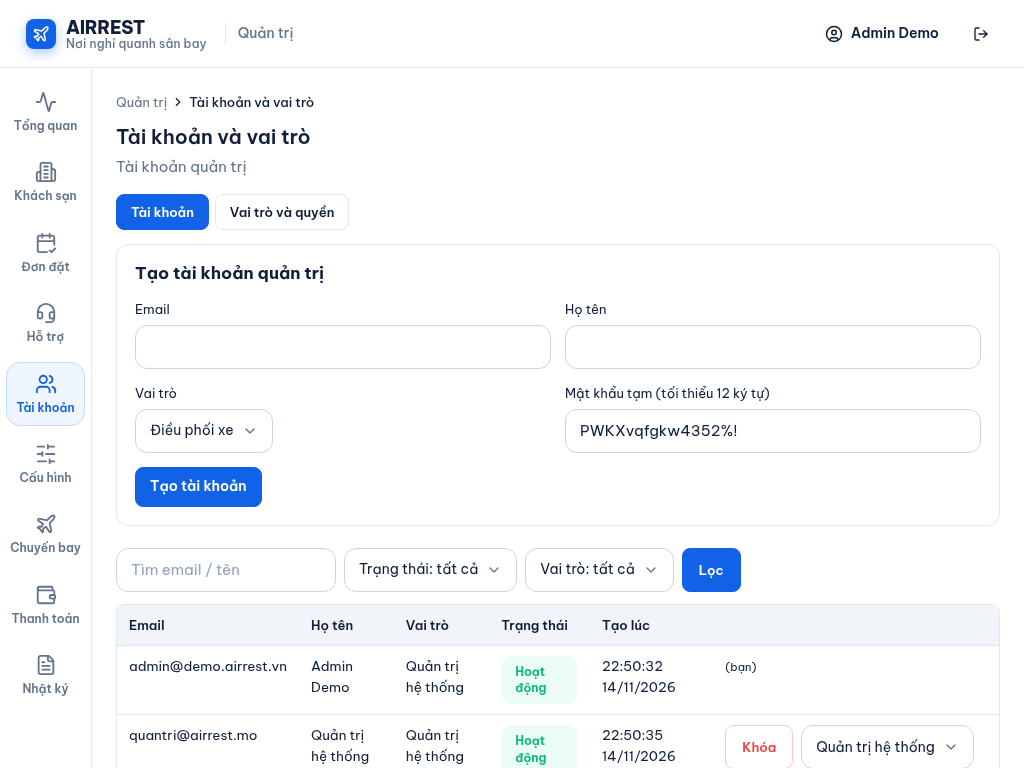 AIRREST
Nơi nghỉ quanh sân bay
Quản trị
Admin Demo
Tổng quan
Khách sạn
Đơn đặt
Hỗ trợ
Tài khoản
Cấu hình
Chuyến bay
Thanh toán
Nhật ký
Quản trị > Tài khoản và vai trò
Tài khoản và vai trò
Tài khoản quản trị
Tài khoản
Vai trò và quyền
Tạo tài khoản quản trị
Email
Họ tên
Vai trò
Mật khẩu tạm (tối thiểu 12 ký tự)
Điều phối xe
PWKXvqfgkw4352%!
Tạo tài khoản
Tìm email / tên
Trạng thái: tất cả
Vai trò: tất cả
Lọc
Email Họ tên Vai trò Trạng thái Tạo lúc
admin@demo.airrest.vn Admin Quản trị Hoạt 22:50:32 (bạn)
Demo hệ thống động 14/11/2026
quantri@airrest.mo Quản trị Quản trị Hoạt 22:50:35 Khóa Quản trị hệ thống
hệ thống hệ thống động 14/11/2026